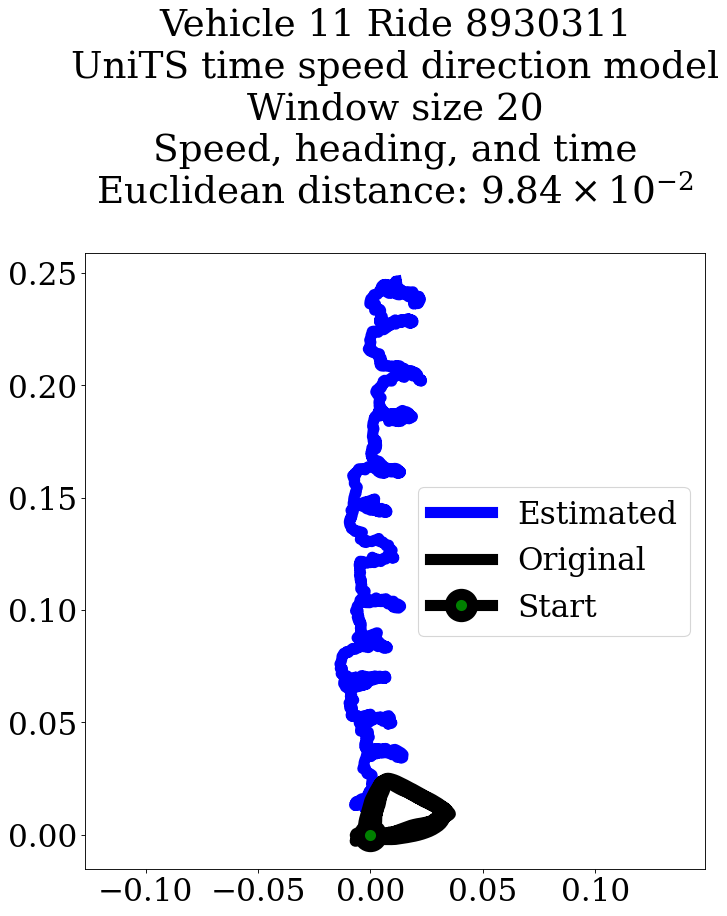 Vehicle 11 Ride 8930311
UniTS time speed direction model
Window size 20
Speed, heading, and time
Euclidean distance: 9.84 × 10⁻²
0.25
0.20
0.15
0.10
0.05
0.00
Estimated
Original
Start
−0.10 −0.05 0.00 0.05 0.10